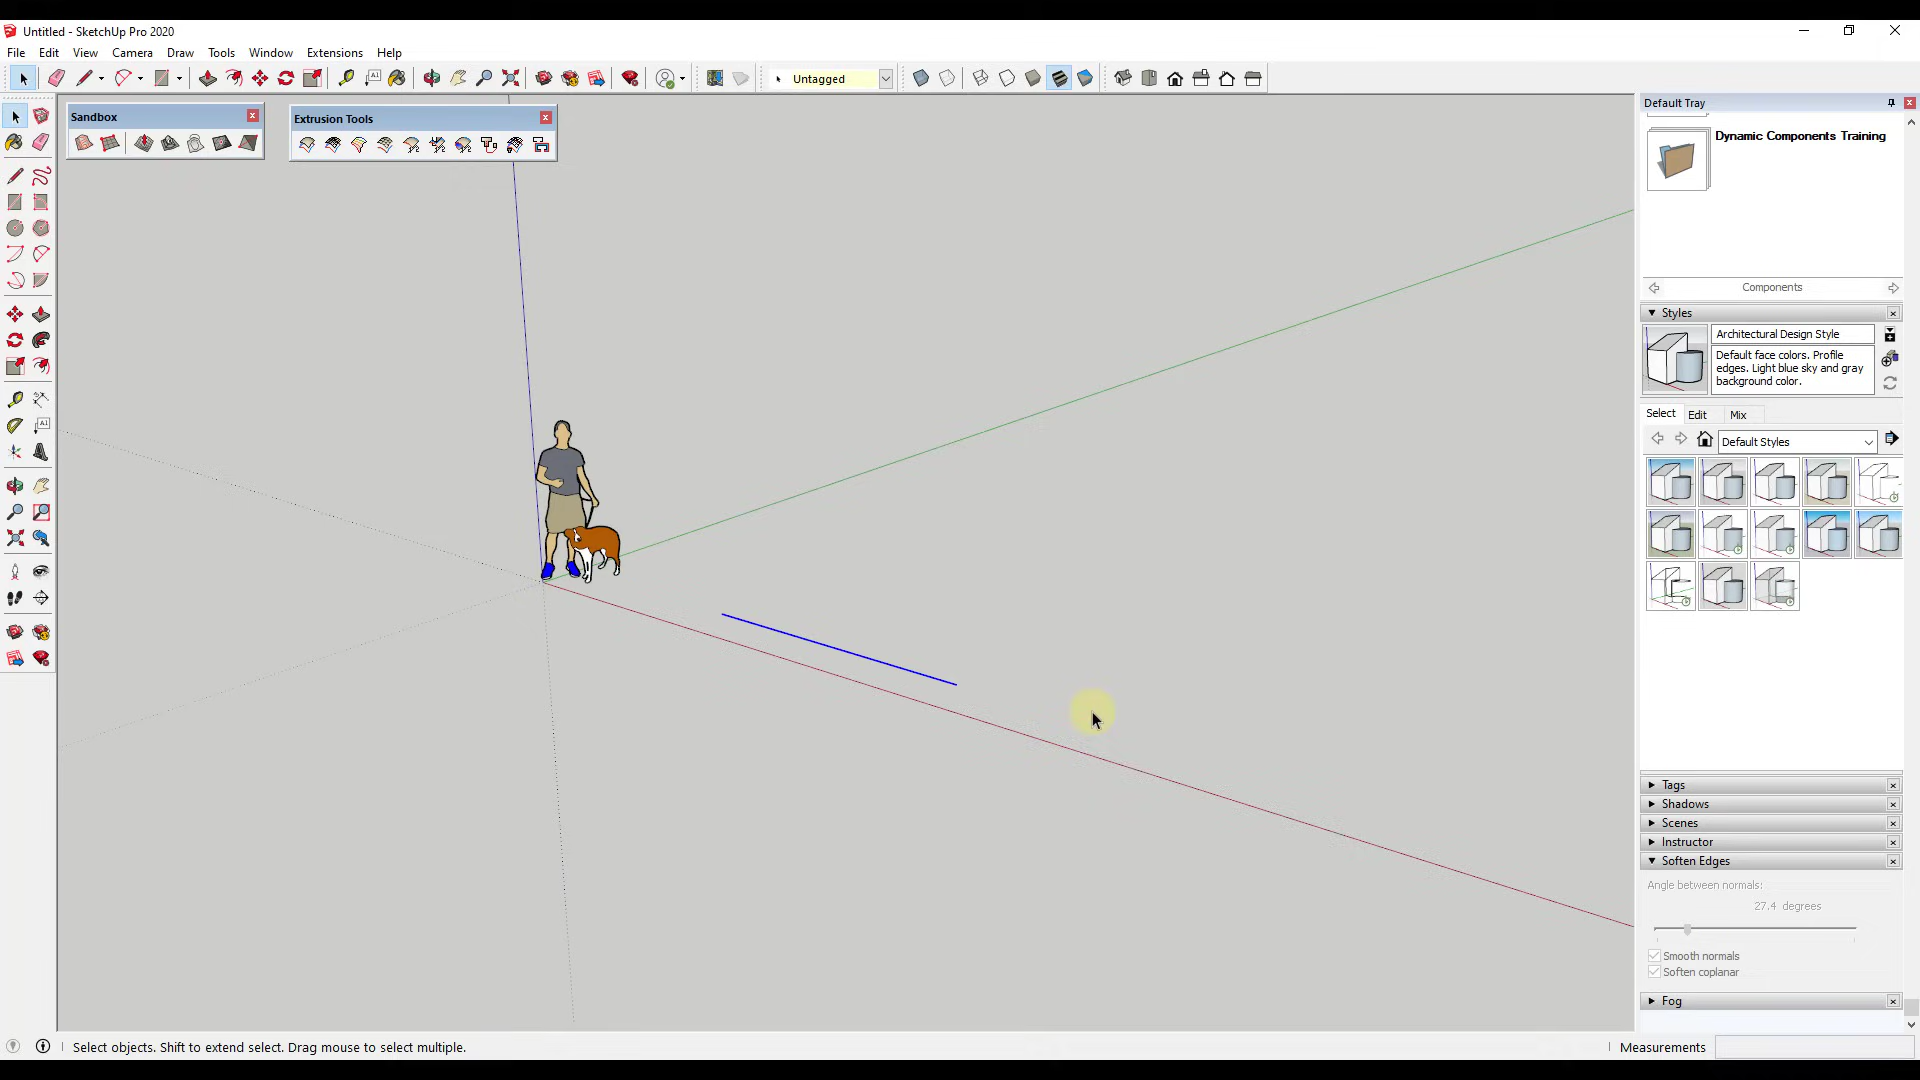 Untitled - SketchUp Pro 2020
File Edit View Camera Draw Tools Window Extensions Help
Untagged
Default Tray
Sandbox
Extrusion Tools
Dynamic Components Training
Components
Styles
Architectural Design Style
Default face colors. Profile
edges. Light blue sky and gray
background color.
Select Edit Mix
Default Styles
Tags
Shadows
Scenes
Instructor
Soften Edges
Angle between normals:
27.4 degrees
Smooth normals
Soften coplanar
Fog
Select objects. Shift to extend select. Drag mouse to select multiple.
Measurements